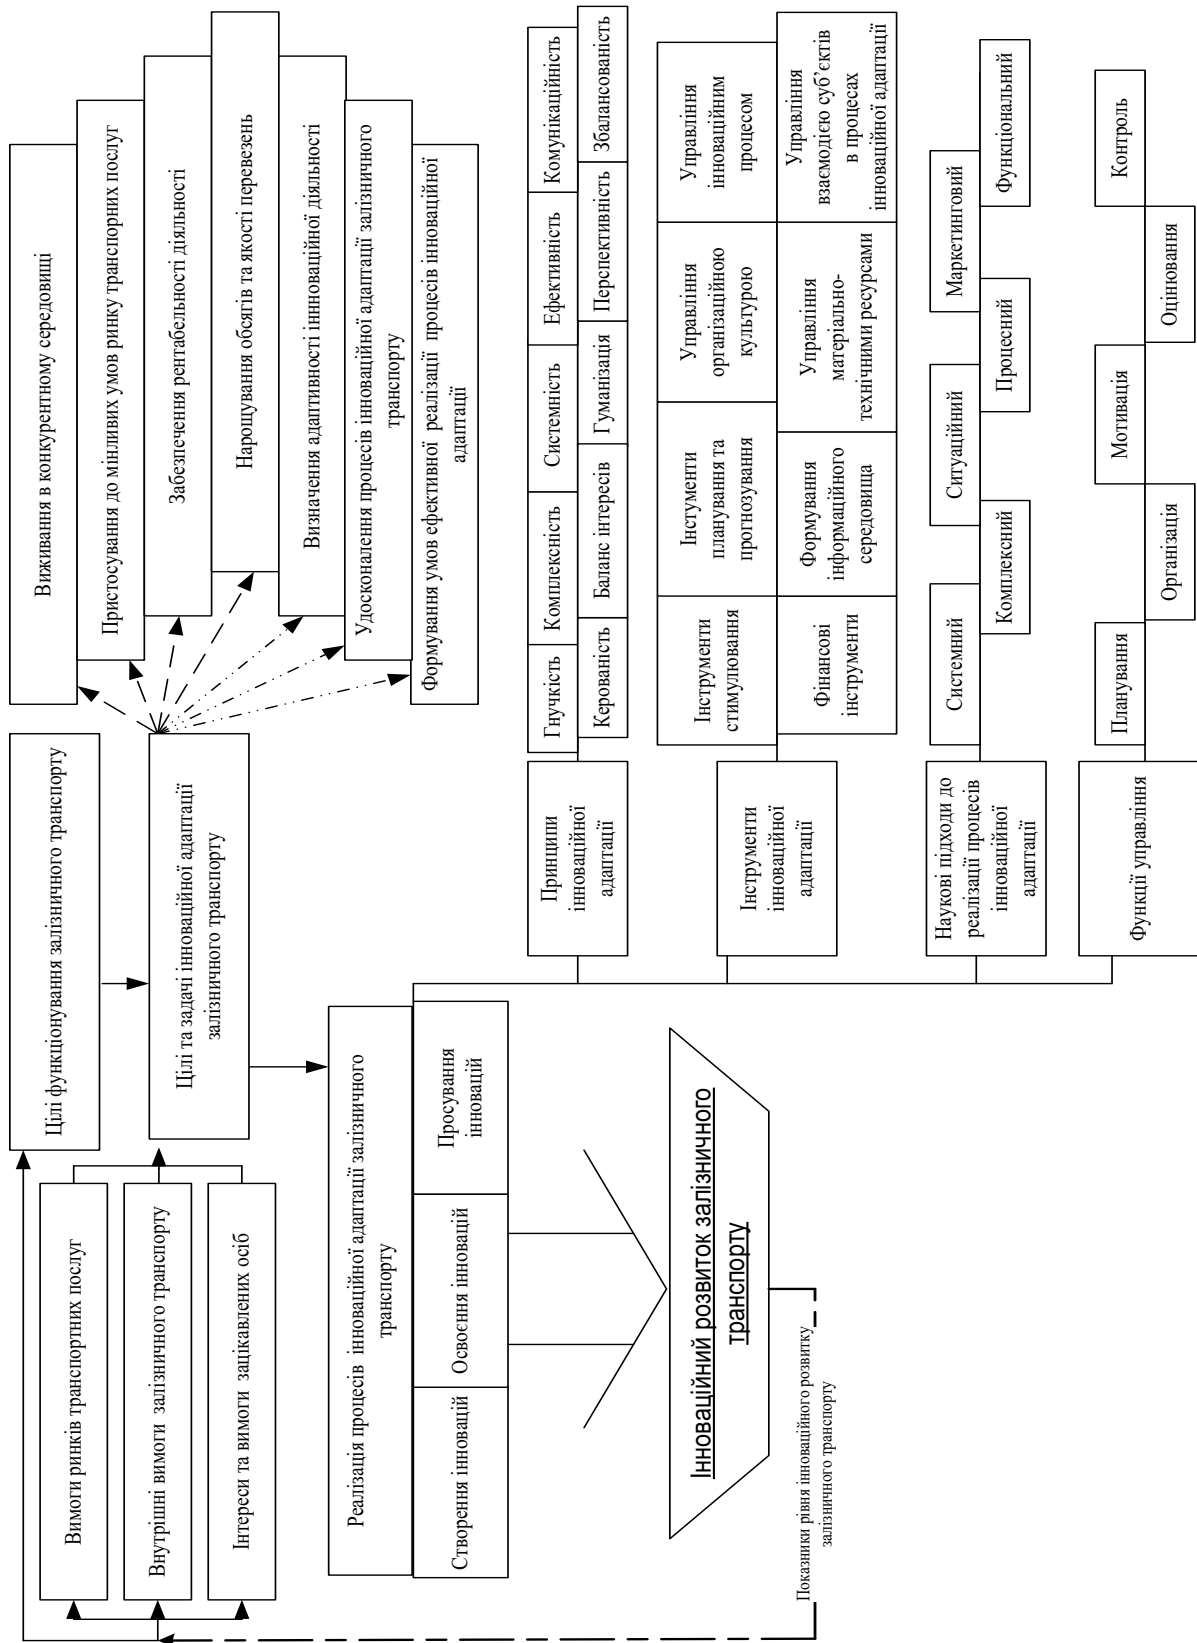 Цілі функціонування залізничного транспорту
Вимоги ринків транспортних послуг
Внутрішні вимоги залізничного транспорту
Інтереси та вимоги зацікавлених осіб
Цілі та задачі інноваційної адаптації
залізничного транспорту
Виживання в конкурентному середовищі
Пристосування до мінливих умов ринку транспорних послуг
Забезпечення рентабельності діяльності
Нарощування обсягів та якості перевезень
Визначення адаптивності інноваційної діяльності
Удосконалення процесів інноваційної адаптації залізничного
транспорту
Формування умов ефективної реалізації процесів інноваційної
адаптації
Реалізація процесів інноваційної адаптації залізничного
транспорту
Створення інновацій
Освоєння інновацій
Просування
інновацій
Інноваційний розвиток залізничного
транспорту
Показники рівня інноваційного розвитку
залізничного транспорту
Принципи
інноваційної
адаптації
Гнучкість
Комплексність
Системність
Ефективність
Комунікаційність
Керованість
Баланс інтересів
Гуманізація
Перспективність
Збалансованість
Інструменти
інноваційної
адаптації
Інструменти
стимулювання
Інстументи
планування та
прогнозування
Управління
організаційною
культурою
Управління
інноваційним
процесом
Фінансові
інструменти
Формування
інформаційного
середовища
Управління
матеріально-
технічними ресурсами
Управління
взаємодією суб’єктів
в процесах
інноваційної адаптації
Наукові підходи до
реалізації процесів
інноваційної
адаптації
Системний
Ситуаційний
Маркетинговий
Комплексний
Процесний
Функціональний
Функції управління
Планування
Мотивація
Контроль
Організація
Оцінювання